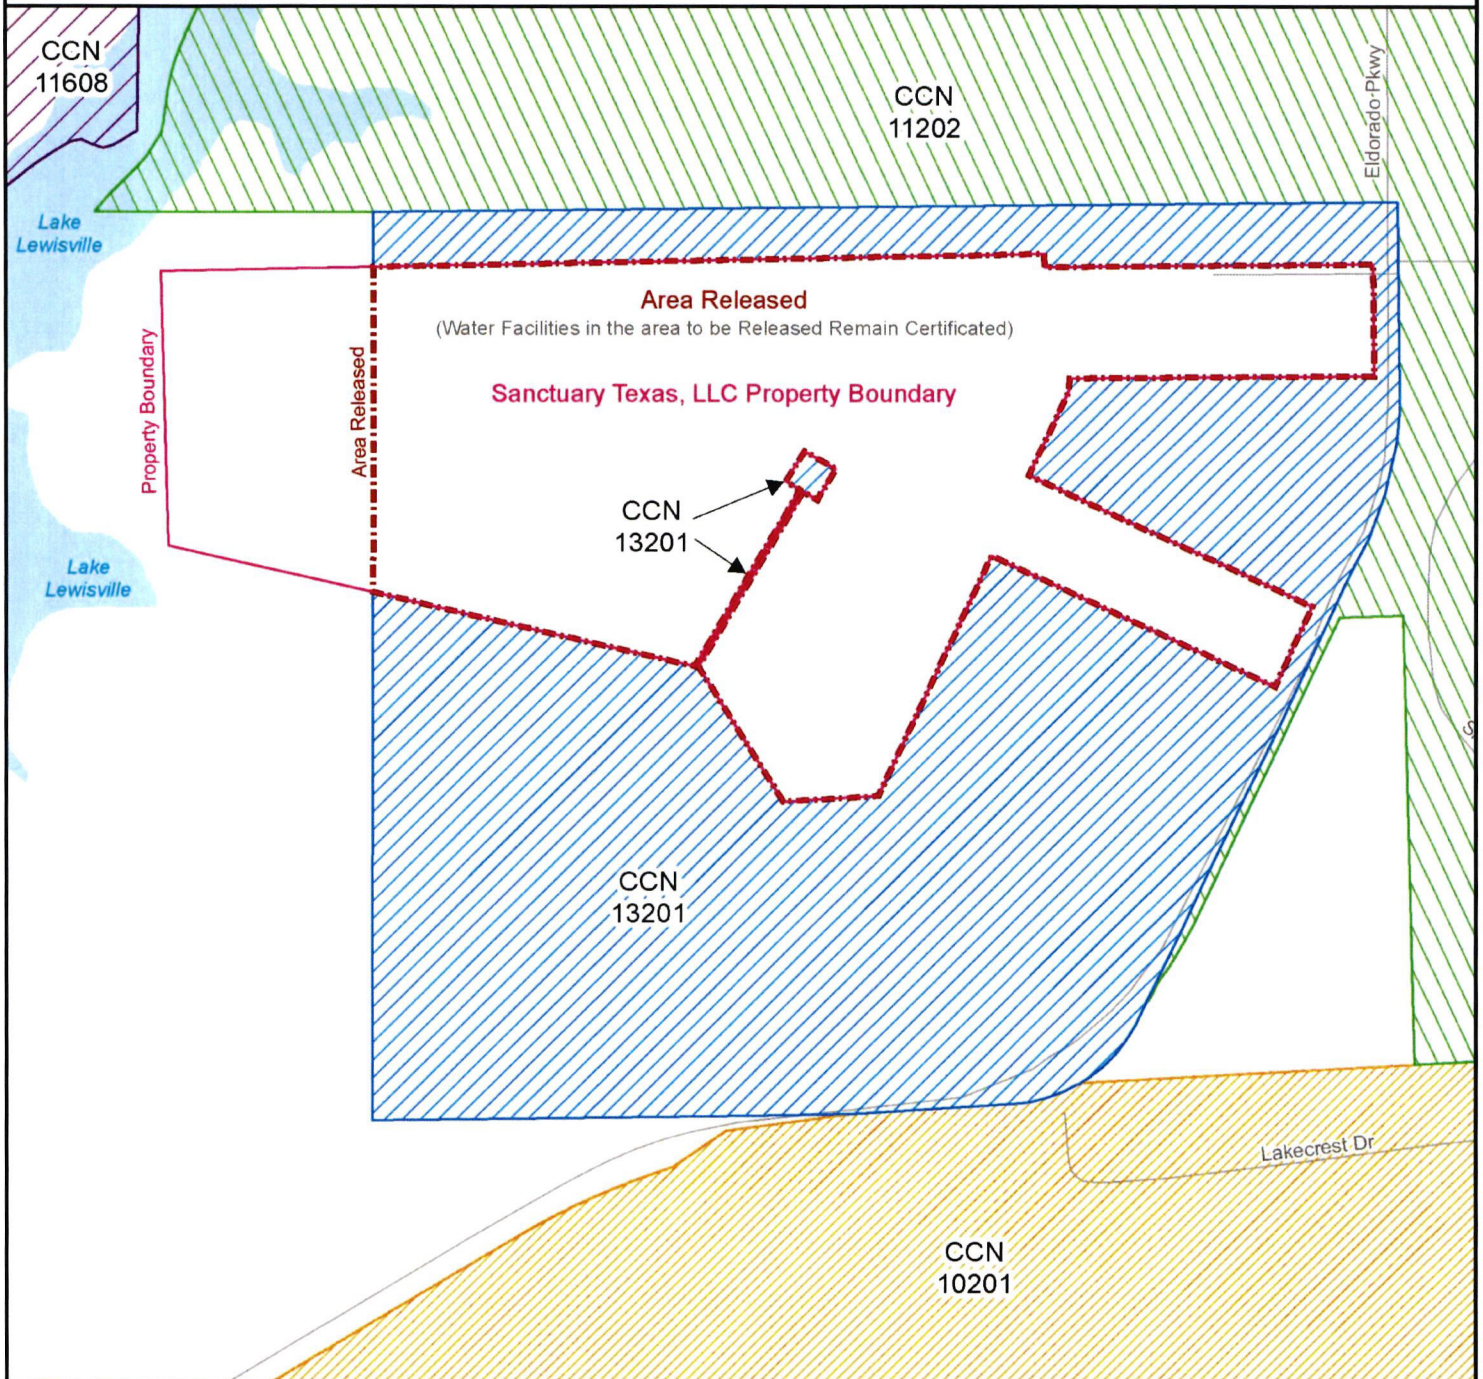 CCN
11608
CCN
11202
Eldorado Pkwy
Lake
Lewisville
Area Released
(Water Facilities in the area to be Released Remain Certificated)
Property Boundary
Area Released
Sanctuary Texas, LLC Property Boundary
CCN
13201
Lake
Lewisville
CCN
13201
Lakecrest Dr
CCN
10201